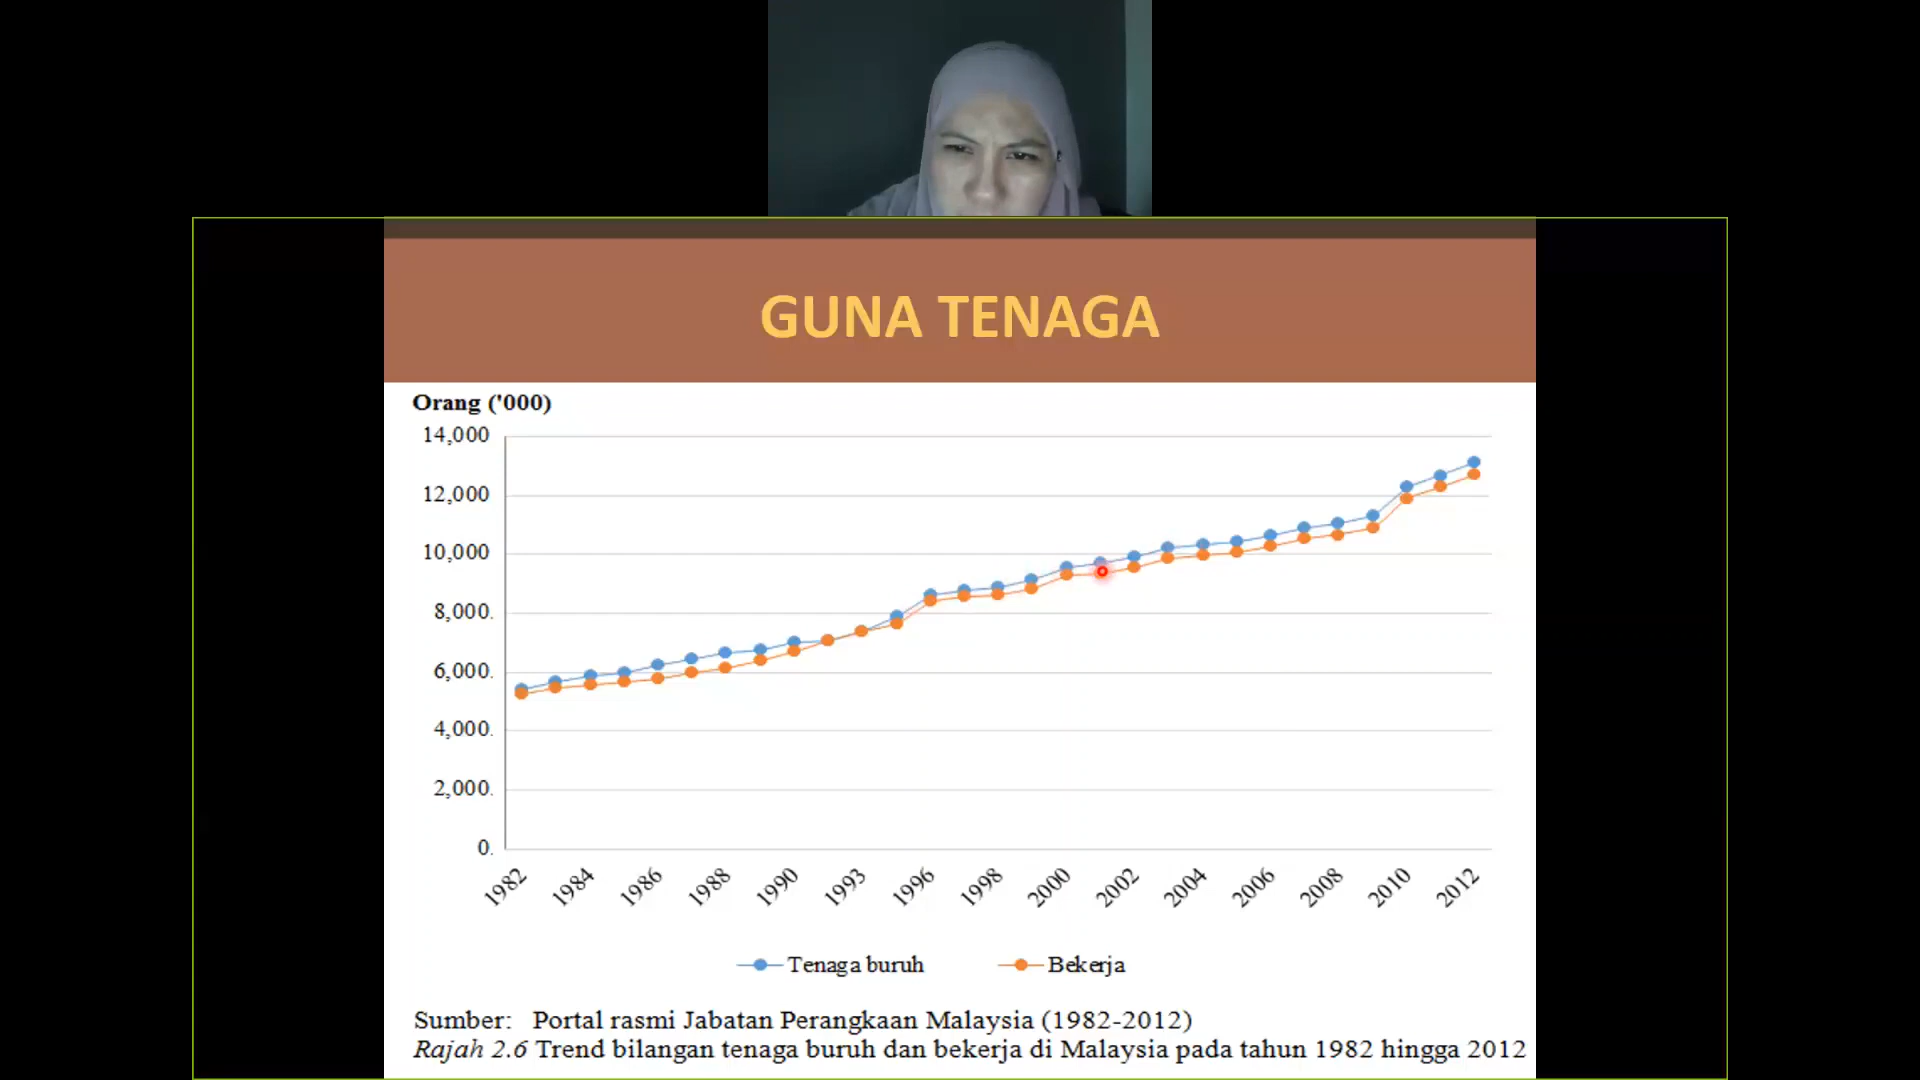 GUNA TENAGA
Orang ('000)
14,000
12,000
10,000
8,000.
6,000.
4,000.
2,000.
0.
1982 1984 1986 1988 1990 1993 1996 1998 2000 2002 2004 2006 2008 2010 2012
Tenaga buruh Bekerja
Sumber: Portal rasmi Jabatan Perangkaan Malaysia (1982-2012)
Rajah 2.6 Trend bilangan tenaga buruh dan bekerja di Malaysia pada tahun 1982 hingga 2012